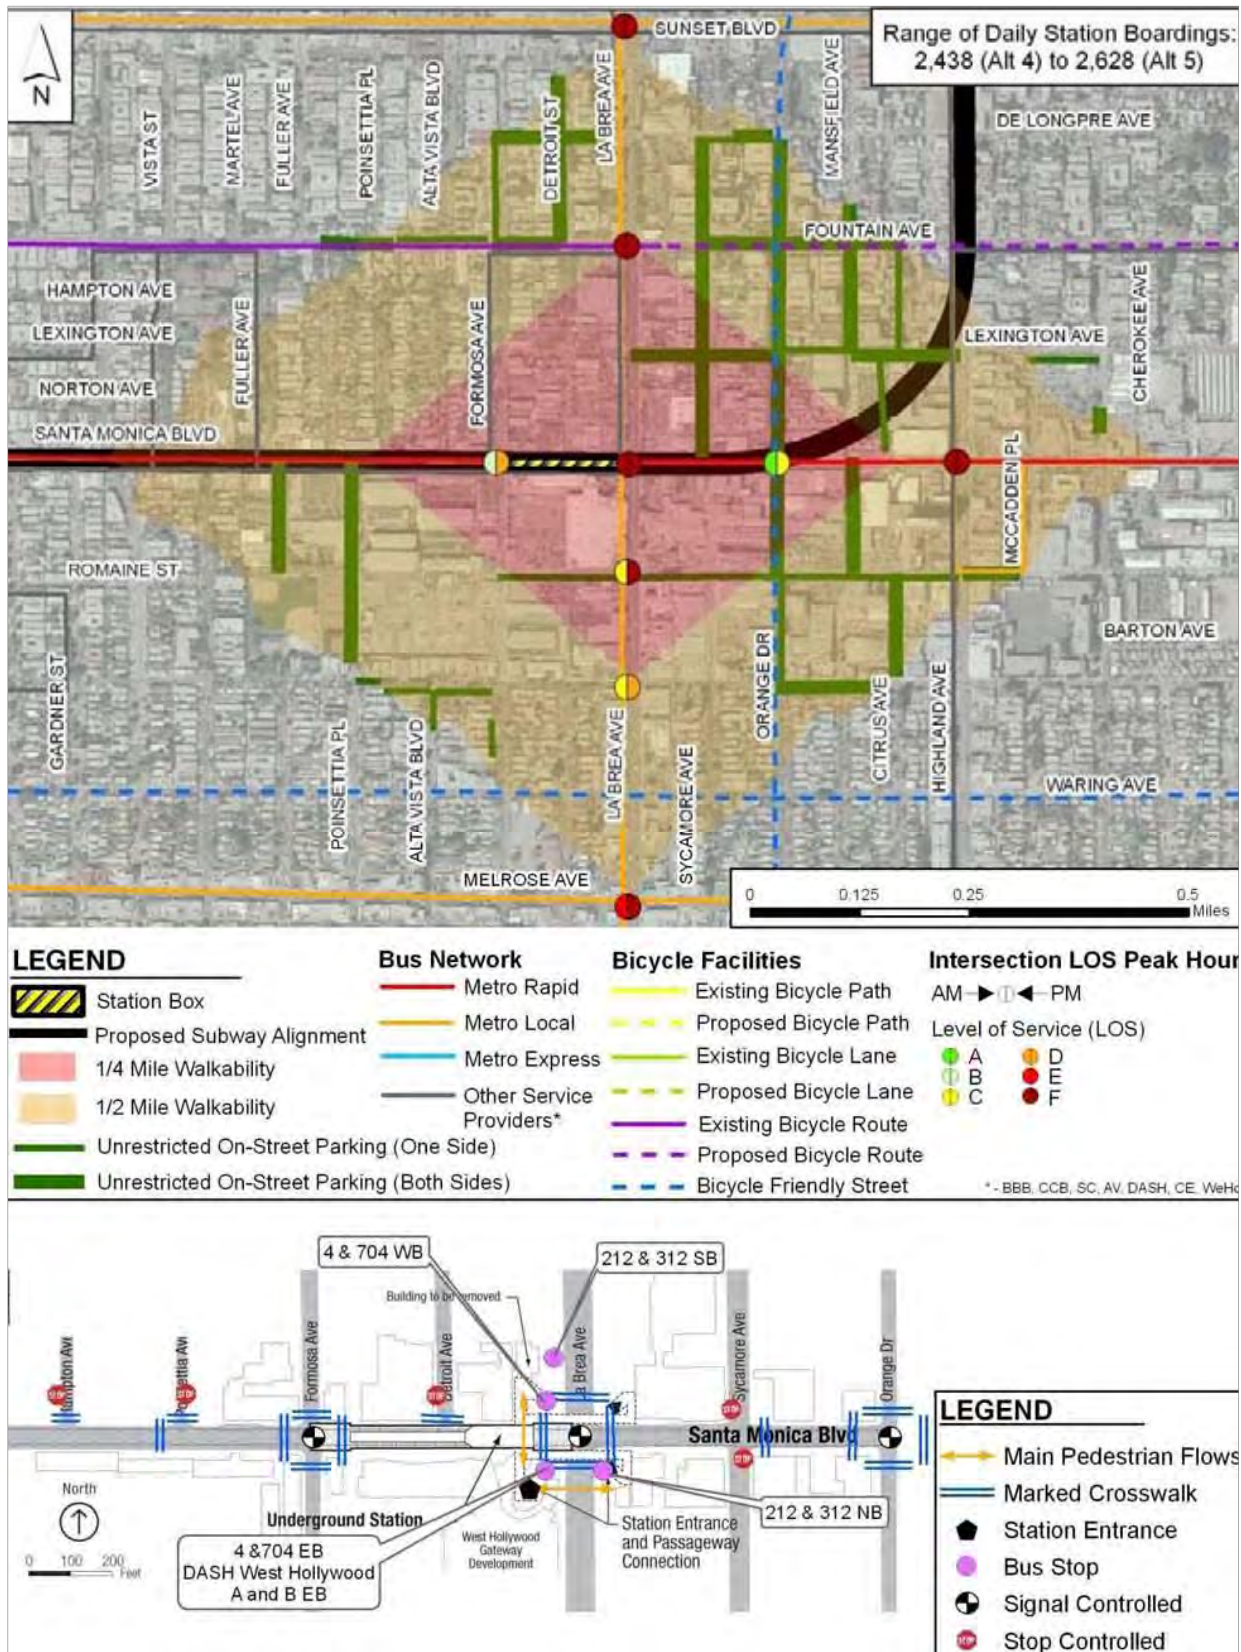 SUNSET BLVD
Range of Daily Station Boardings:
2,438 (Alt 4) to 2,628 (Alt 5)
N
VISTA ST
MARTEL AVE
FULLER AVE
POINSETTIA PL
ALTA VISTA BLVD
DETROIT ST
LA BREA AVE
MANSFIELD AVE
DE LONGPRE AVE
FOUNTAIN AVE
HAMPTON AVE
LEXINGTON AVE
NORTON AVE
SANTA MONICA BLVD
FULLER AVE
FORMOSA AVE
LEXINGTON AVE
CHEROKEE AVE
MCCADDEN PL
ROMAINE ST
BARTON AVE
GARDNER ST
POINSETTIA PL
ALTA VISTA BLVD
LA BREA AVE
SYCAMORE AVE
ORANGE DR
CITRUS AVE
HIGHLAND AVE
WARING AVE
MELROSE AVE
0 0.125 0.25 0.5
Miles
LEGEND
Station Box
Proposed Subway Alignment
1/4 Mile Walkability
1/2 Mile Walkability
Unrestricted On-Street Parking (One Side)
Unrestricted On-Street Parking (Both Sides)
Bus Network
Metro Rapid
Metro Local
Metro Express
Other Service
Providers*
Bicycle Facilities
Existing Bicycle Path
Proposed Bicycle Path
Existing Bicycle Lane
Proposed Bicycle Lane
Existing Bicycle Route
Proposed Bicycle Route
Bicycle Friendly Street
Intersection LOS Peak Hour
AM PM
Level of Service (LOS)
A D
B E
C F
* - BBB, CCB, SC, AV, DASH, CE, WeHo
4 & 704 WB
212 & 312 SB
Building to be removed
Formosa Ave
Sycamore Ave
Orange Dr
STOP
STOP
STOP
STOP
STOP
Santa Monica Blvd
North
0 100 200
Feet
Underground Station
West Hollywood
Gateway
Development
Station Entrance
and Passageway
Connection
212 & 312 NB
4 &704 EB
DASH West Hollywood
A and B EB
LEGEND
Main Pedestrian Flows
Marked Crosswalk
Station Entrance
Bus Stop
Signal Controlled
STOP
Stop Controlled